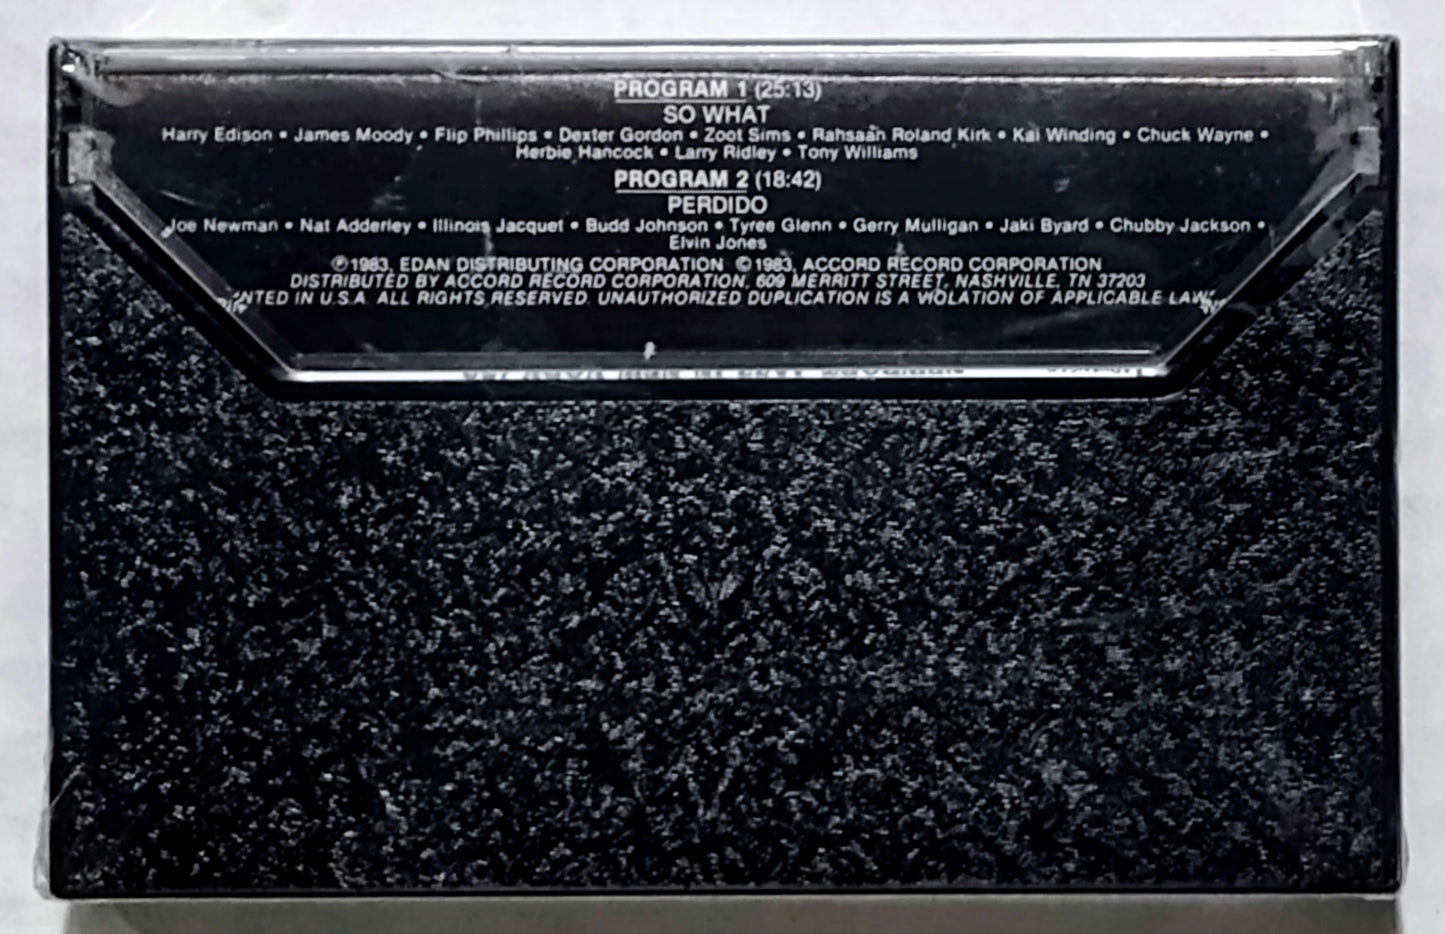 PROGRAM 1 (25:13)
SO WHAT
Harry Edison • James Moody • Flip Phillips • Dexter Gordon • Zoot Sims • Rahsaan Roland Kirk • Kai Winding • Chuck Wayne •
Herbie Hancock • Larry Ridley • Tony Williams
PROGRAM 2 (18:42)
PERDIDO
Joe Newman • Nat Adderley • Illinois Jacquet • Budd Johnson • Tyree Glenn • Gerry Mulligan • Jaki Byard • Chubby Jackson •
Elvin Jones
℗1983, EDAN DISTRIBUTING CORPORATION ©1983, ACCORD RECORD CORPORATION
DISTRIBUTED BY ACCORD RECORD CORPORATION, 609 MERRITT STREET, NASHVILLE, TN 37203
PRINTED IN U.S.A. ALL RIGHTS RESERVED. UNAUTHORIZED DUPLICATION IS A VIOLATION OF APPLICABLE LAWS